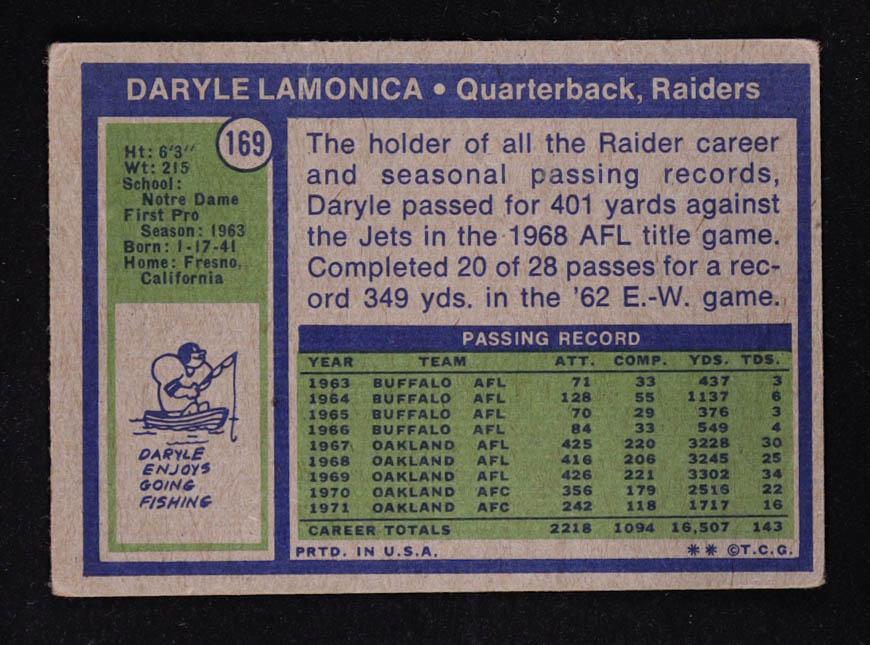 DARYLE LAMONICA • Quarterback, Raiders
169
Ht: 6'3"
Wt: 215
School:
Notre Dame
First Pro
Season: 1963
Born: 1-17-41
Home: Fresno,
California
DARYLE
ENJOYS
GOING
FISHING
The holder of all the Raider career
and seasonal passing records,
Daryle passed for 401 yards against
the Jets in the 1968 AFL title game.
Completed 20 of 28 passes for a rec-
ord 349 yds. in the '62 E.-W. game.
PASSING RECORD
YEAR TEAM ATT. COMP. YDS. TDS.
1963 BUFFALO AFL 71 33 437 3
1964 BUFFALO AFL 128 55 1137 6
1965 BUFFALO AFL 70 29 376 3
1966 BUFFALO AFL 84 33 549 4
1967 OAKLAND AFL 425 220 3228 30
1968 OAKLAND AFL 416 206 3245 25
1969 OAKLAND AFL 426 221 3302 34
1970 OAKLAND AFC 356 179 2516 22
1971 OAKLAND AFC 242 118 1717 16
CAREER TOTALS 2218 1094 16,507 143
PRTD. IN U.S.A. ** ©T.C.G.